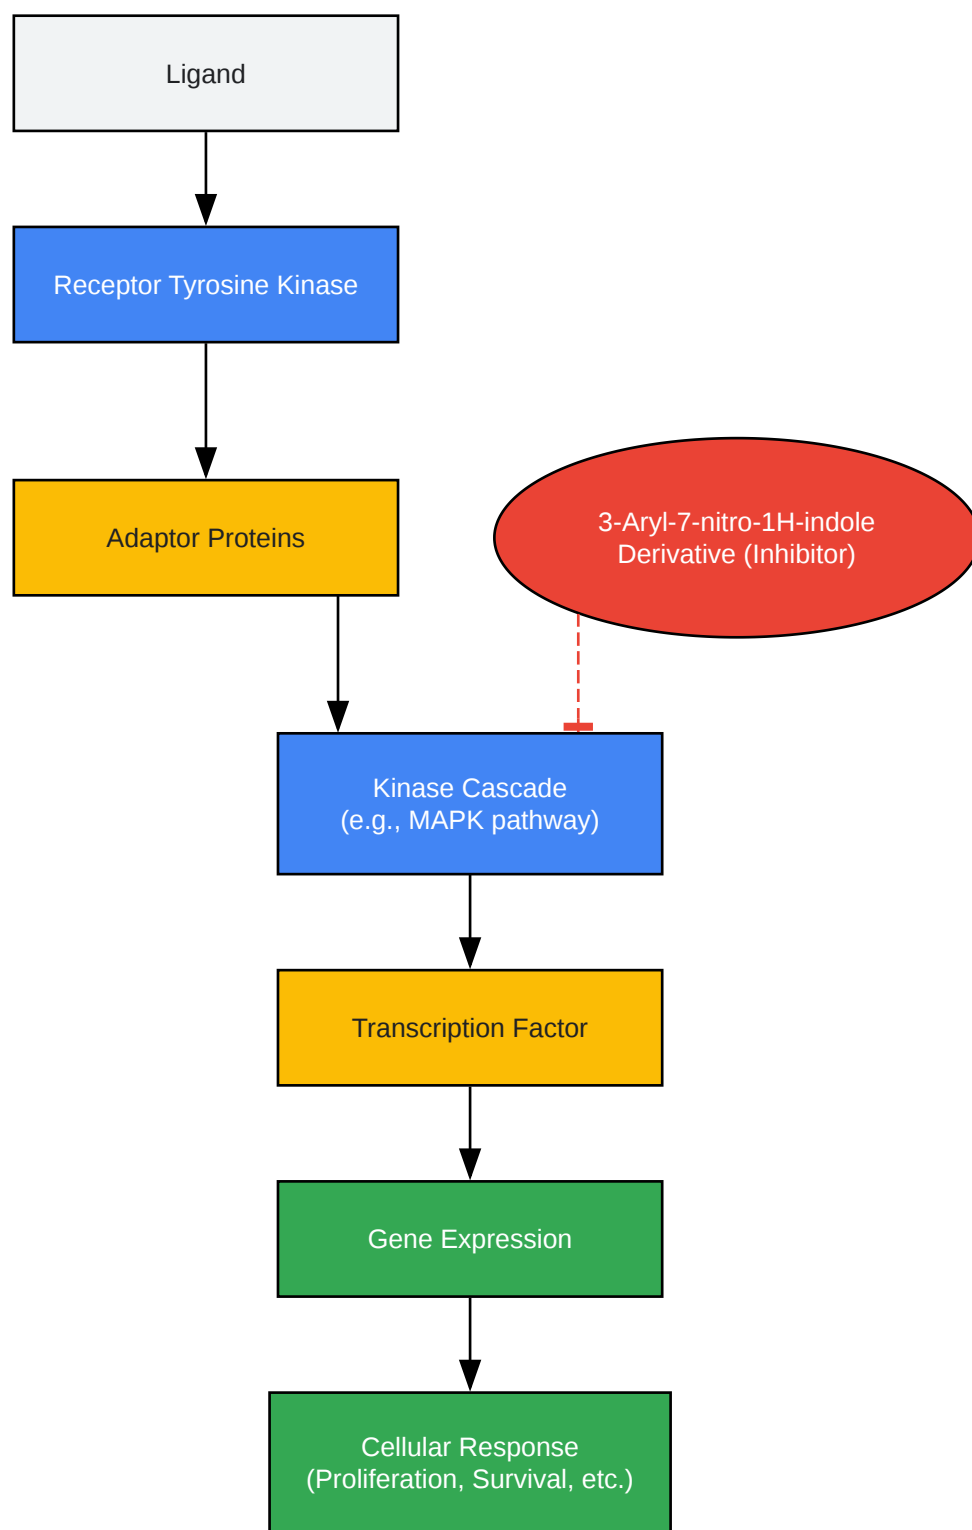 Ligand
Receptor Tyrosine Kinase
Adaptor Proteins
3-Aryl-7-nitro-1H-indole
Derivative (Inhibitor)
Kinase Cascade
(e.g., MAPK pathway)
Transcription Factor
Gene Expression
Cellular Response
(Proliferation, Survival, etc.)